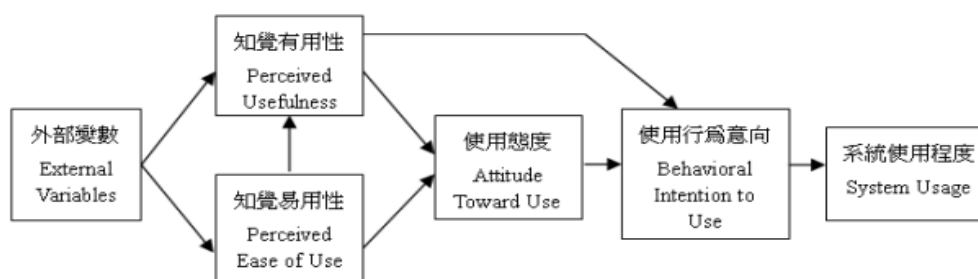 外部變數
External
Variables
知覺有用性
Perceived
Usefulness
知覺易用性
Perceived
Ease of Use
使用態度
Attitude
Toward Use
使用行爲意向
Behavioral
Intention to
Use
系統使用程度
System Usage